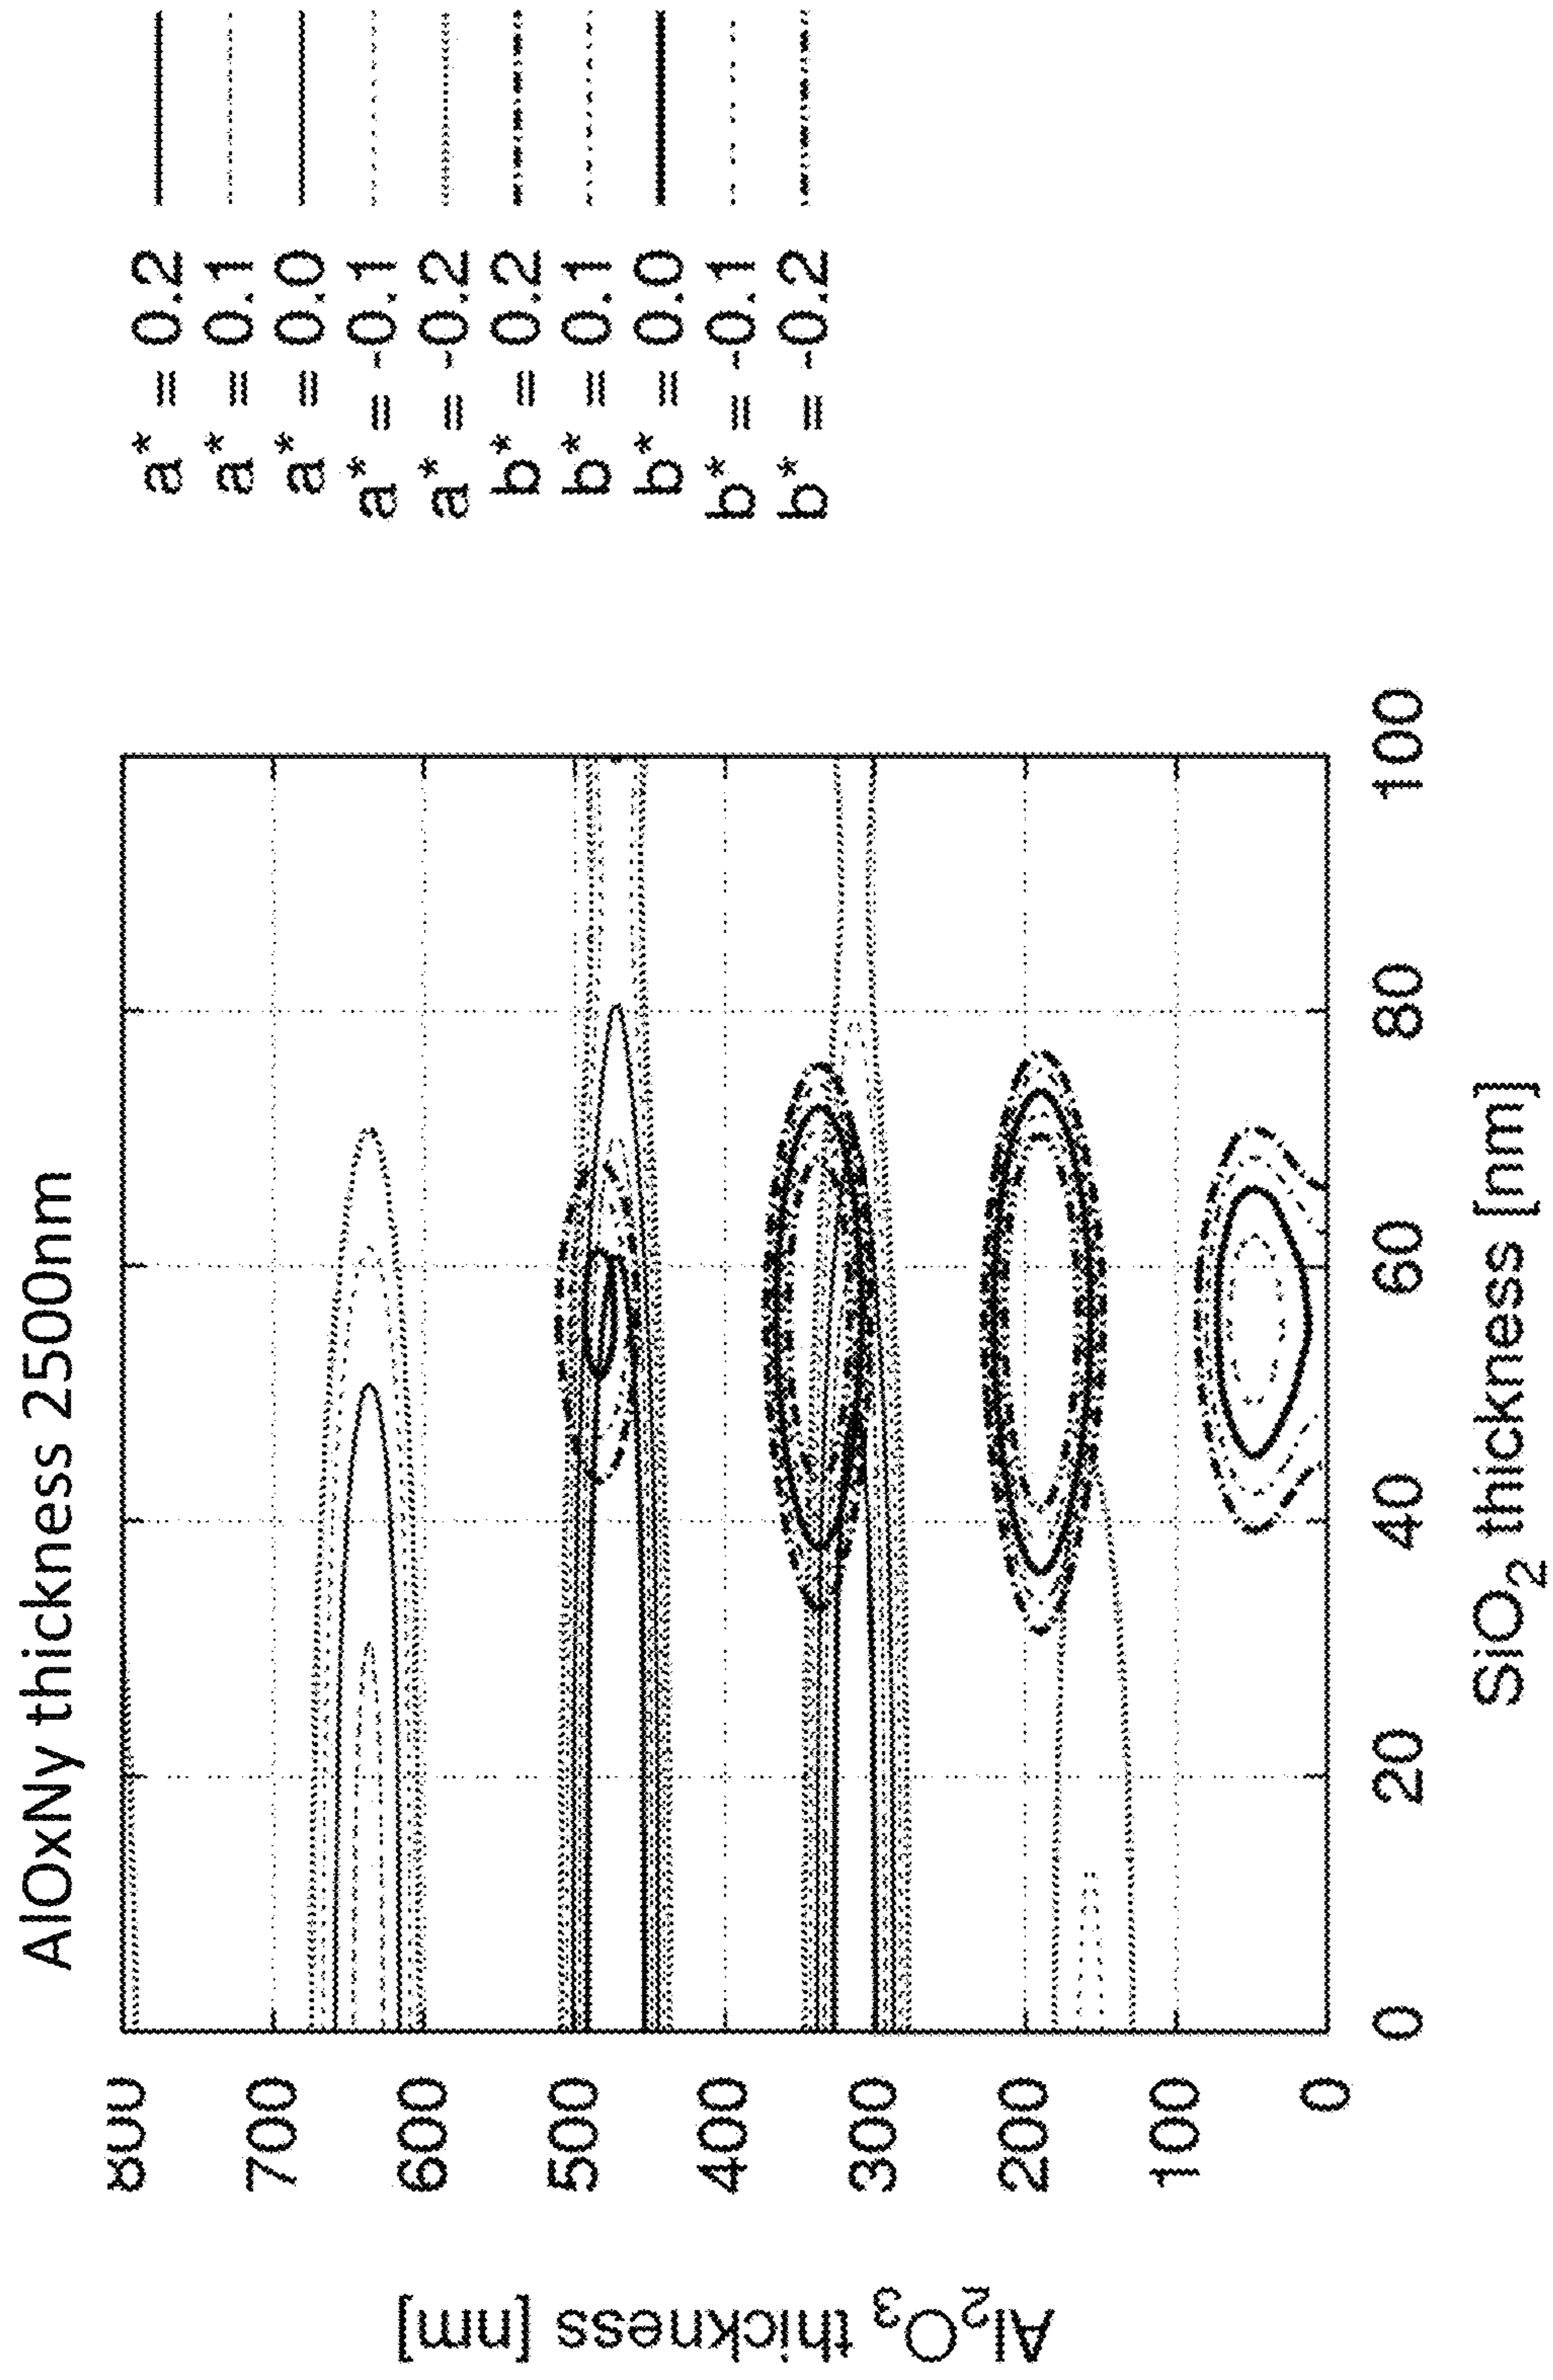 AlOxNy thickness 2500nm
a* = 0.2
a* = 0.1
a* = 0.0
a* = -0.1
a* = -0.2
b* = 0.2
b* = 0.1
b* = 0.0
b* = -0.1
b* = -0.2
Al₂O₃ thickness [nm]
800
700
600
500
400
300
200
100
0
0 20 40 60 80 100
SiO₂ thickness [nm]